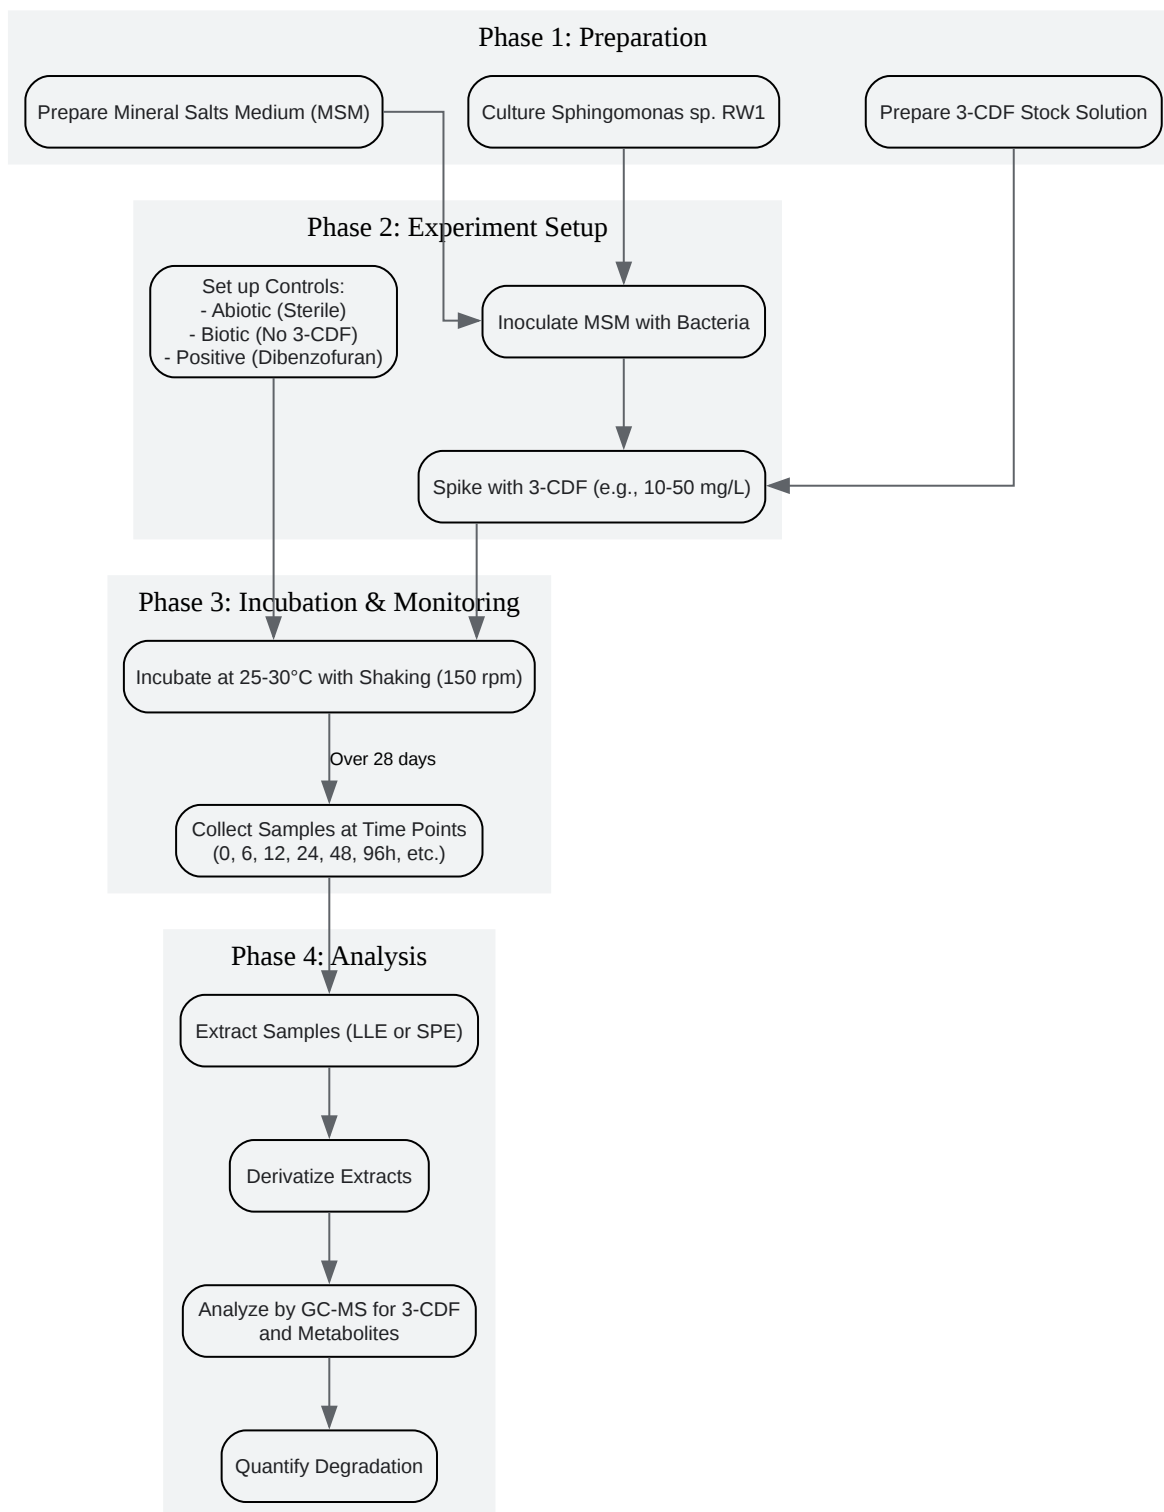 Phase 1: Preparation
Prepare Mineral Salts Medium (MSM)
Culture Sphingomonas sp. RW1
Prepare 3-CDF Stock Solution
Phase 2: Experiment Setup
Set up Controls:
- Abiotic (Sterile)
- Biotic (No 3-CDF)
- Positive (Dibenzofuran)
Inoculate MSM with Bacteria
Spike with 3-CDF (e.g., 10-50 mg/L)
Phase 3: Incubation & Monitoring
Incubate at 25-30°C with Shaking (150 rpm)
Over 28 days
Collect Samples at Time Points
(0, 6, 12, 24, 48, 96h, etc.)
Phase 4: Analysis
Extract Samples (LLE or SPE)
Derivatize Extracts
Analyze by GC-MS for 3-CDF
and Metabolites
Quantify Degradation